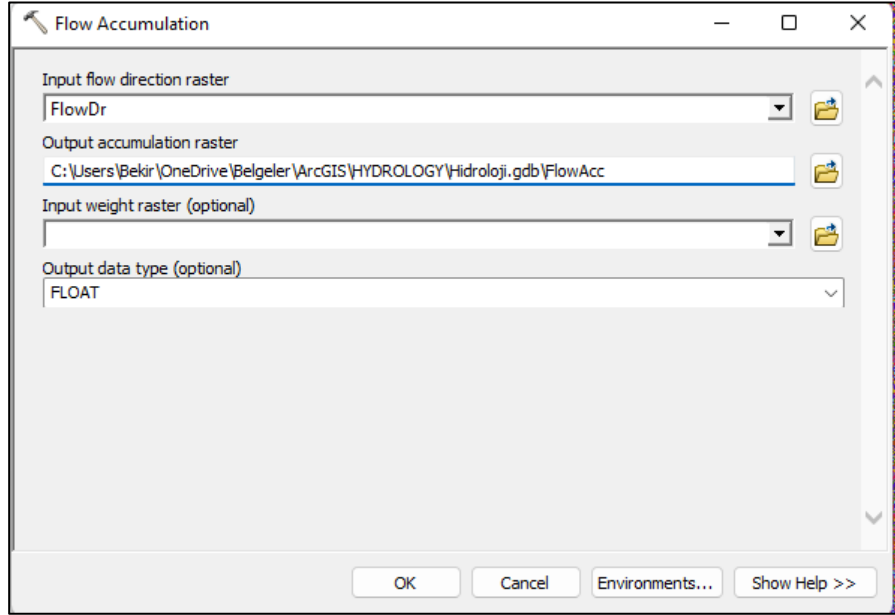 Flow Accumulation
Input flow direction raster
FlowDr
Output accumulation raster
C:\Users\Bekir\OneDrive\Belgeler\ArcGIS\HYDROLOGY\Hidroloji.gdb\FlowAcc
Input weight raster (optional)
Output data type (optional)
FLOAT
OK Cancel Environments... Show Help >>